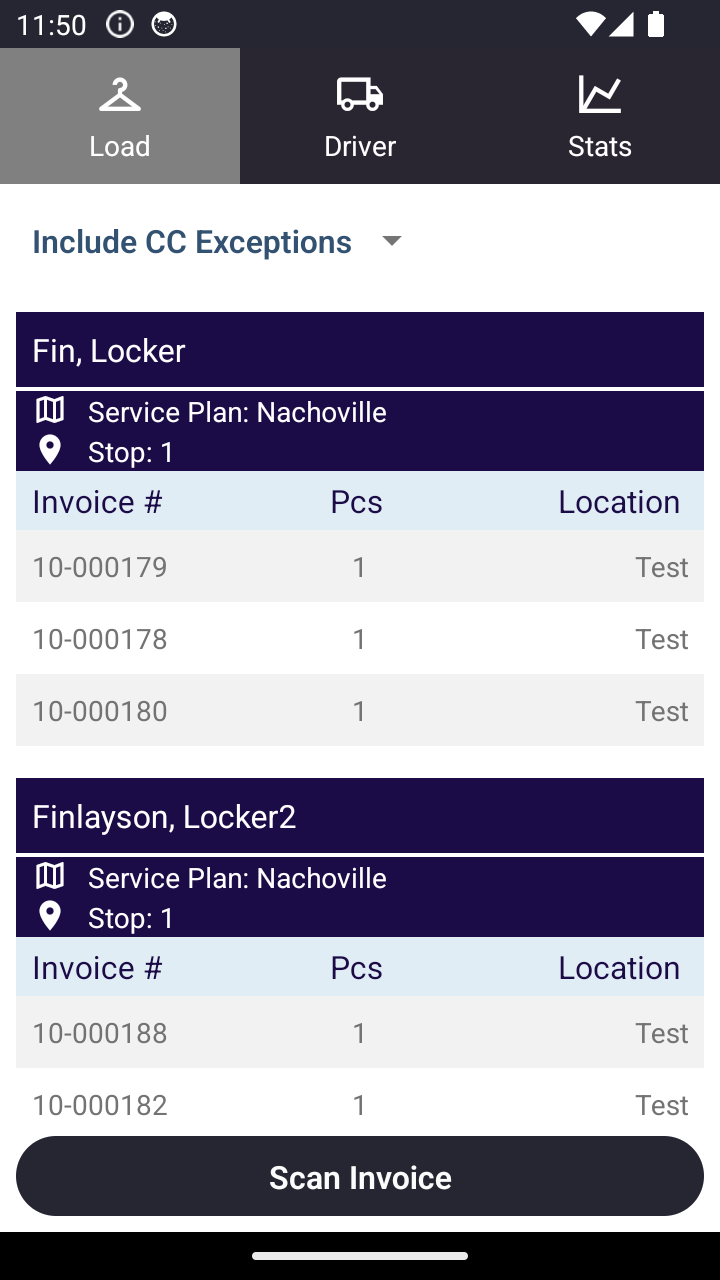 11:50
Load Driver Stats
Include CC Exceptions
Fin, Locker
Service Plan: Nachoville
Stop: 1
Invoice # Pcs Location
10-000179 1 Test
10-000178 1 Test
10-000180 1 Test
Finlayson, Locker2
Service Plan: Nachoville
Stop: 1
Invoice # Pcs Location
10-000188 1 Test
10-000182 1 Test
Scan Invoice